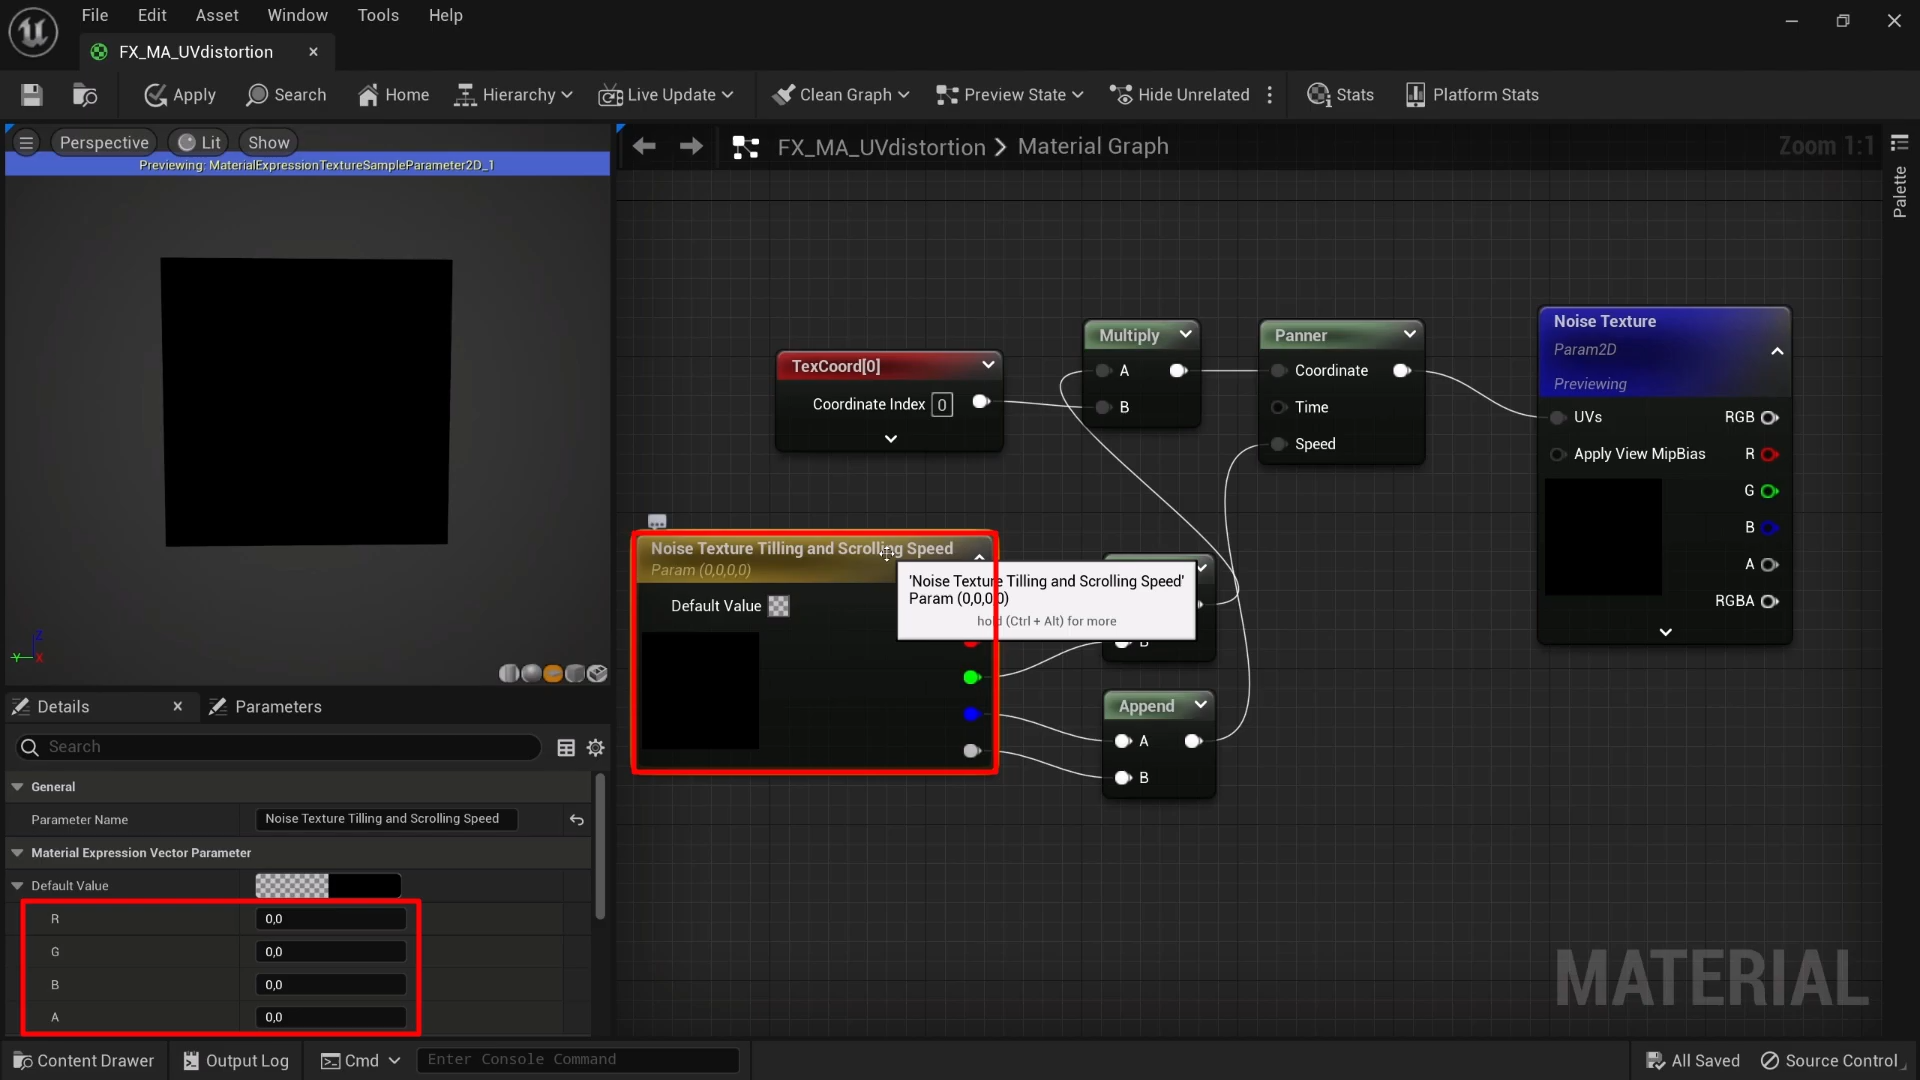 File Edit Asset Window Tools Help
FX_MA_UVdistortion
Apply Search Home Hierarchy Live Update Clean Graph Preview State Hide Unrelated Stats Platform Stats
Perspective Lit Show
Previewing: MaterialExpressionTextureSampleParameter2D_1
FX_MA_UVdistortion > Material Graph
Zoom 1:1
Palette
TexCoord[0]
Coordinate Index 0
Multiply
A
B
Panner
Coordinate
Time
Speed
Noise Texture
Param2D
Previewing
UVs RGB
Apply View MipBias R
G
B
A
RGBA
Noise Texture Tilling and Scrolling Speed
Param (0,0,0,0)
Default Value
'Noise Texture Tilling and Scrolling Speed'
Param (0,0,0,0)
hold (Ctrl + Alt) for more
B
Append
A
B
Z
Y
X
Details Parameters
Search
General
Parameter Name Noise Texture Tilling and Scrolling Speed
Material Expression Vector Parameter
Default Value
R 0,0
G 0,0
B 0,0
A 0,0
MATERIAL
Content Drawer Output Log Cmd Enter Console Command All Saved Source Control